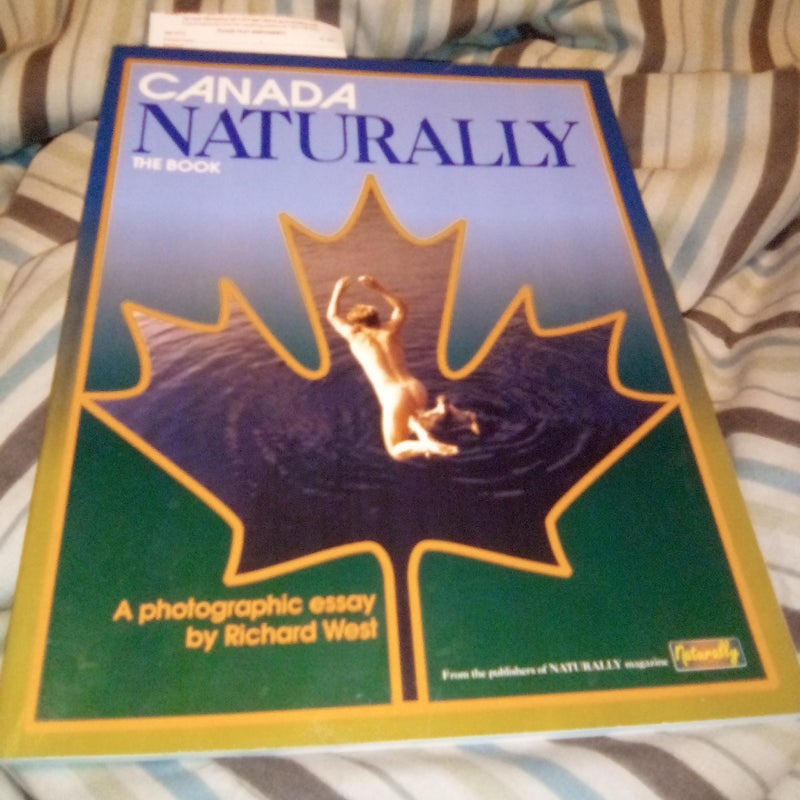 CANADA
NATURALLY
THE BOOK
A photographic essay
by Richard West
From the publishers of NATURALLY magazine
Naturally